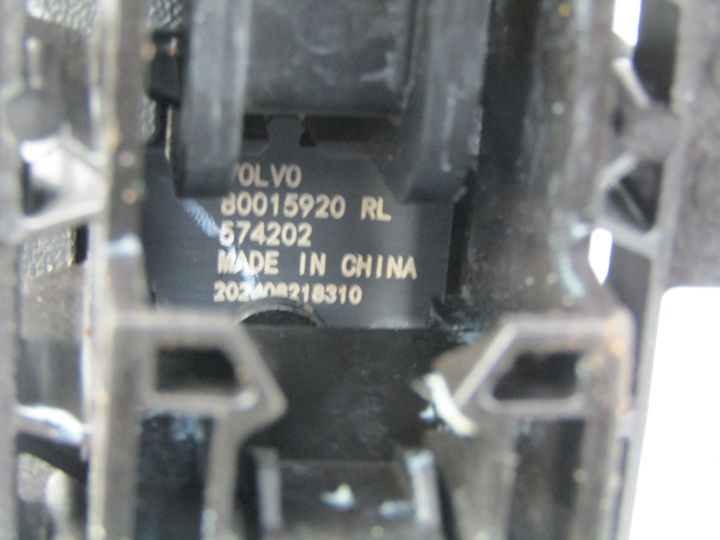 VOLVO
80015920 RL
574202
MADE IN CHINA
202408218310